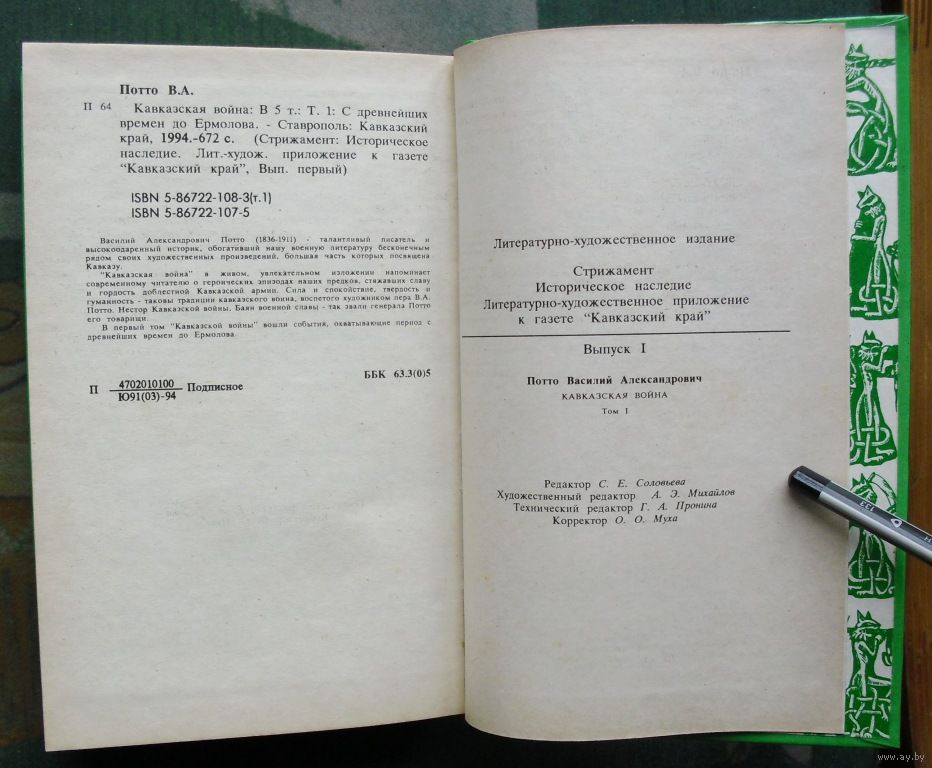 Потто В.А.
П 64 Кавказская война: В 5 т.: Т. 1: С древнейших
времен до Ермолова. - Ставрополь: Кавказский
край, 1994.-672 с. (Стрижамент: Историческое
наследие. Лит.-худож. приложение к газете
“Кавказский край”, Вып. первый)
ISBN 5-86722-108-3(т.1)
ISBN 5-86722-107-5
Василий Александрович Потто (1836-1911) - талантливый писатель и
высокоодаренный историк, обогативший нашу военную литературу бесконечным
рядом своих художественных произведений, большая часть которых посвящена
Кавказу.
"Кавказская война" в живом, увлекательном изложении напоминает
современному читателю о героических эпизодах наших предков, стяжавших славу
и гордость доблестной Кавказской армии. Сила и спокойствие, твердость и
гуманность - таковы традиции кавказского воина, воспетого художником пера В.А.
Потто. Нестор Кавказской войны. Баян военной славы - так звали генерала Потто
его товарищи.
В первом томе "Кавказской войны" вошли события, охватывающие период с
древнейших времен до Ермолова.
ББК 63.3(0)5
П 4702010100 Подписное
Ю91(03)-94
Литературно-художественное издание
Стрижамент
Историческое наследие
Литературно-художественное приложение
к газете “Кавказский край”
Выпуск I
Потто Василий Александрович
КАВКАЗСКАЯ ВОЙНА
Том I
Редактор С. Е. Соловьева
Художественный редактор А. Э. Михайлов
Технический редактор Г. А. Пронина
Корректор О. О. Муха
133
www.ay.by